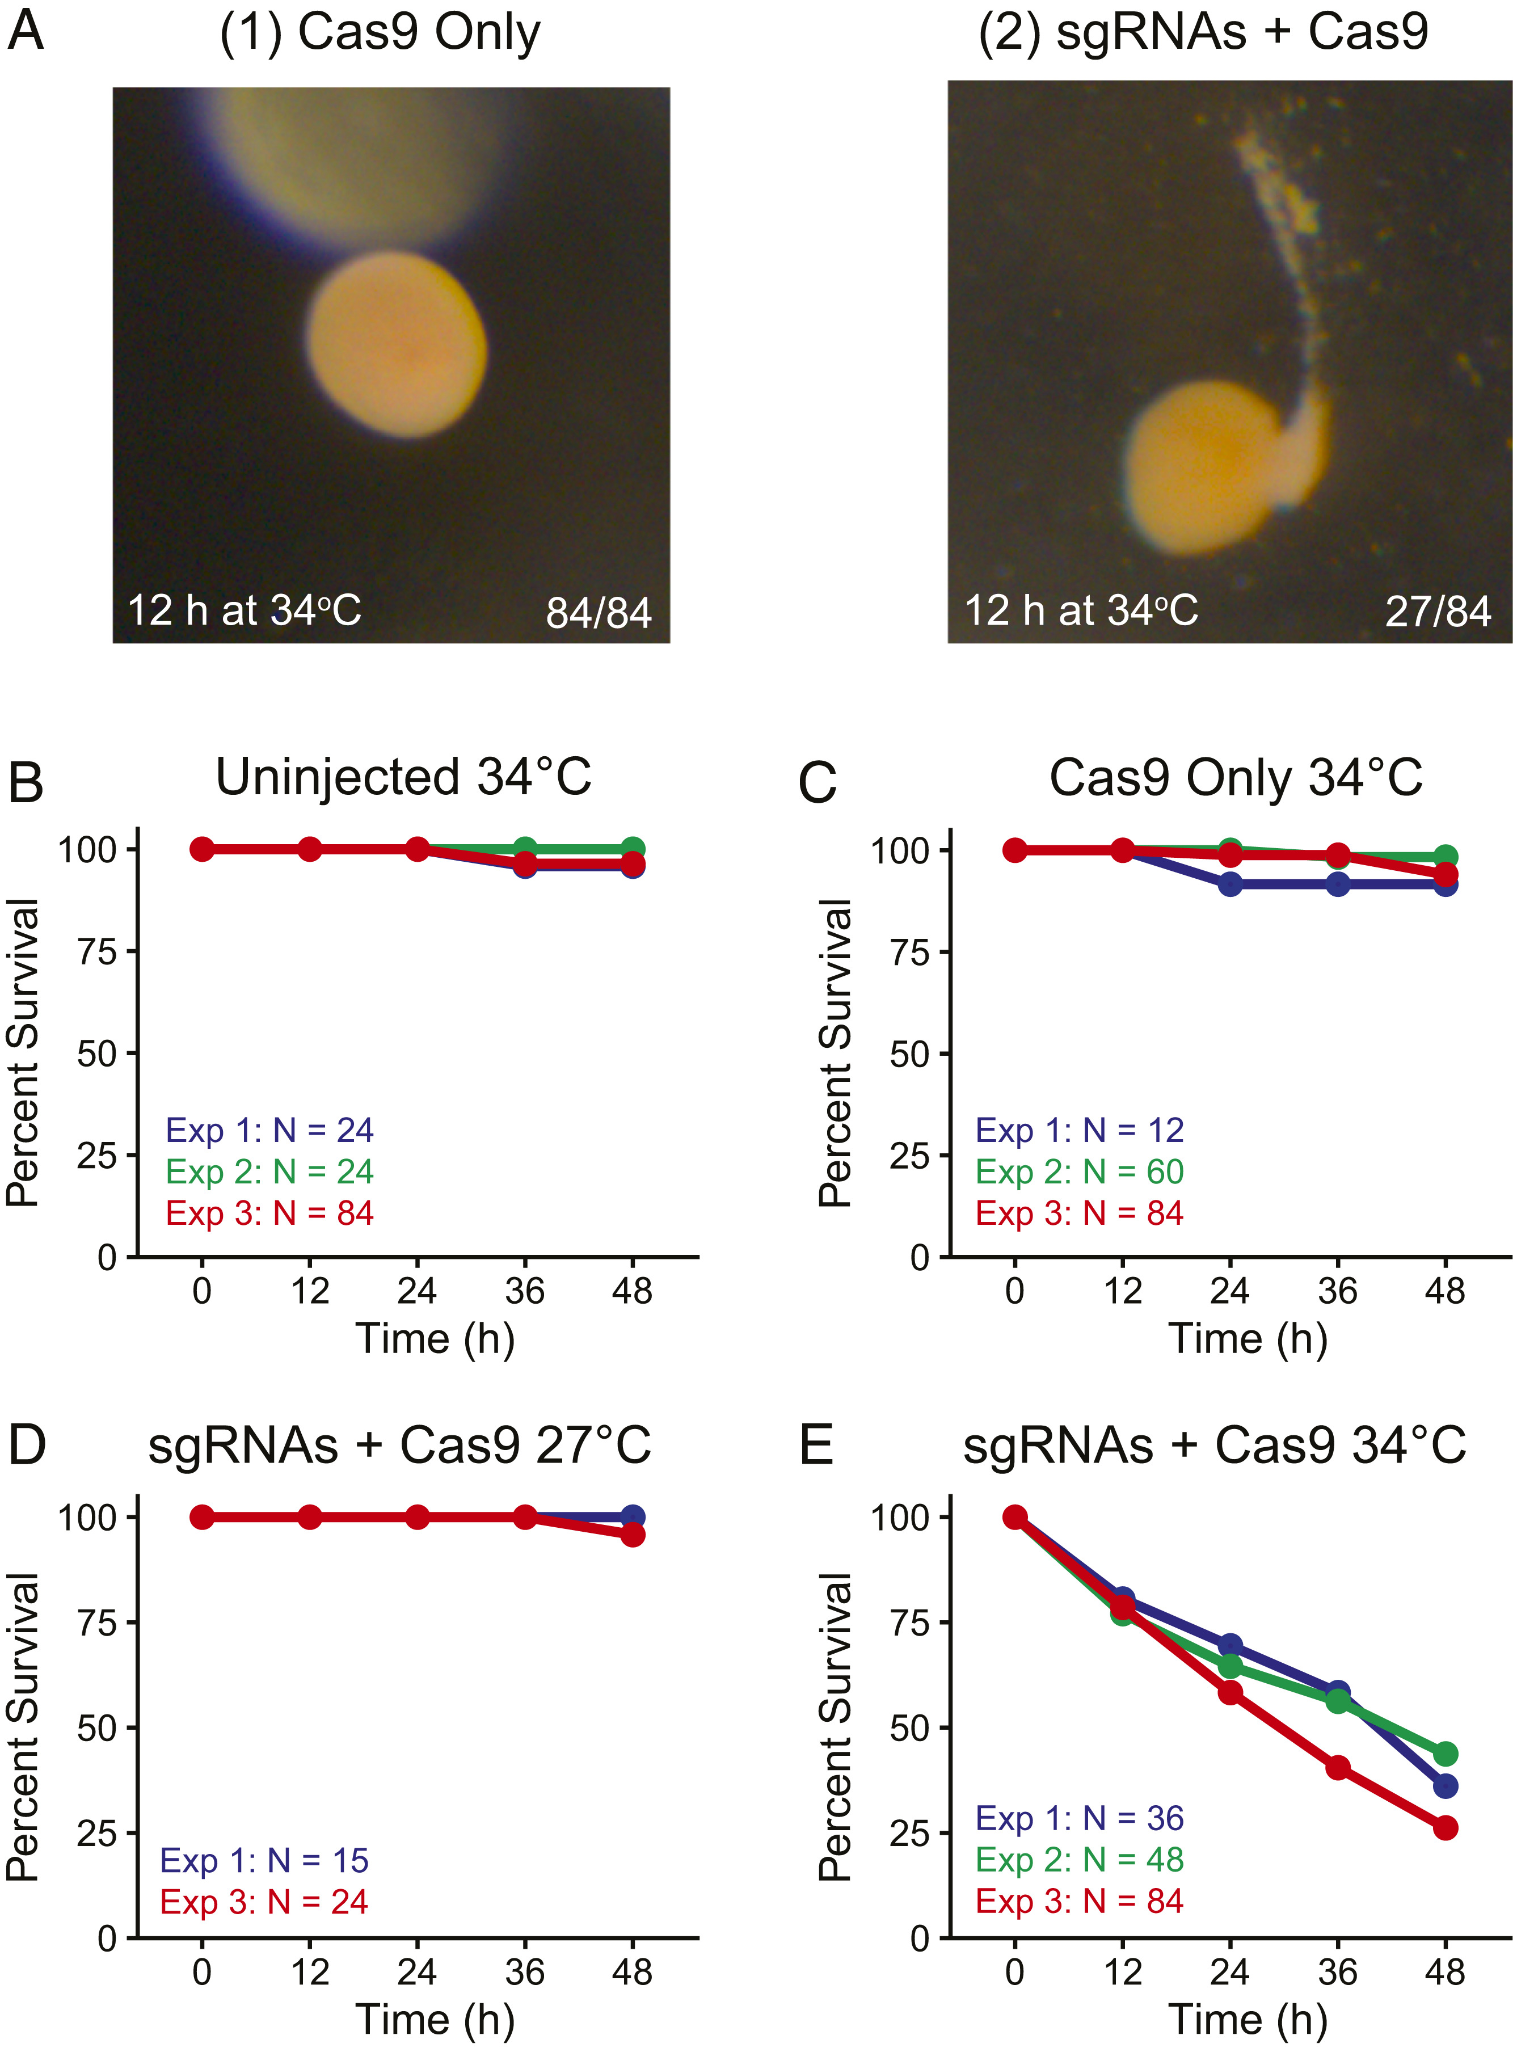 A
(1) Cas9 Only
(2) sgRNAs + Cas9
12 h at 34°C
84/84
12 h at 34°C
27/84
B
Uninjected 34°C
Percent Survival
100
75
50
25
0
Exp 1: N = 24
Exp 2: N = 24
Exp 3: N = 84
0 12 24 36 48
Time (h)
C
Cas9 Only 34°C
Percent Survival
100
75
50
25
0
Exp 1: N = 12
Exp 2: N = 60
Exp 3: N = 84
0 12 24 36 48
Time (h)
D
sgRNAs + Cas9 27°C
Percent Survival
100
75
50
25
0
Exp 1: N = 15
Exp 3: N = 24
0 12 24 36 48
Time (h)
E
sgRNAs + Cas9 34°C
Percent Survival
100
75
50
25
0
Exp 1: N = 36
Exp 2: N = 48
Exp 3: N = 84
0 12 24 36 48
Time (h)